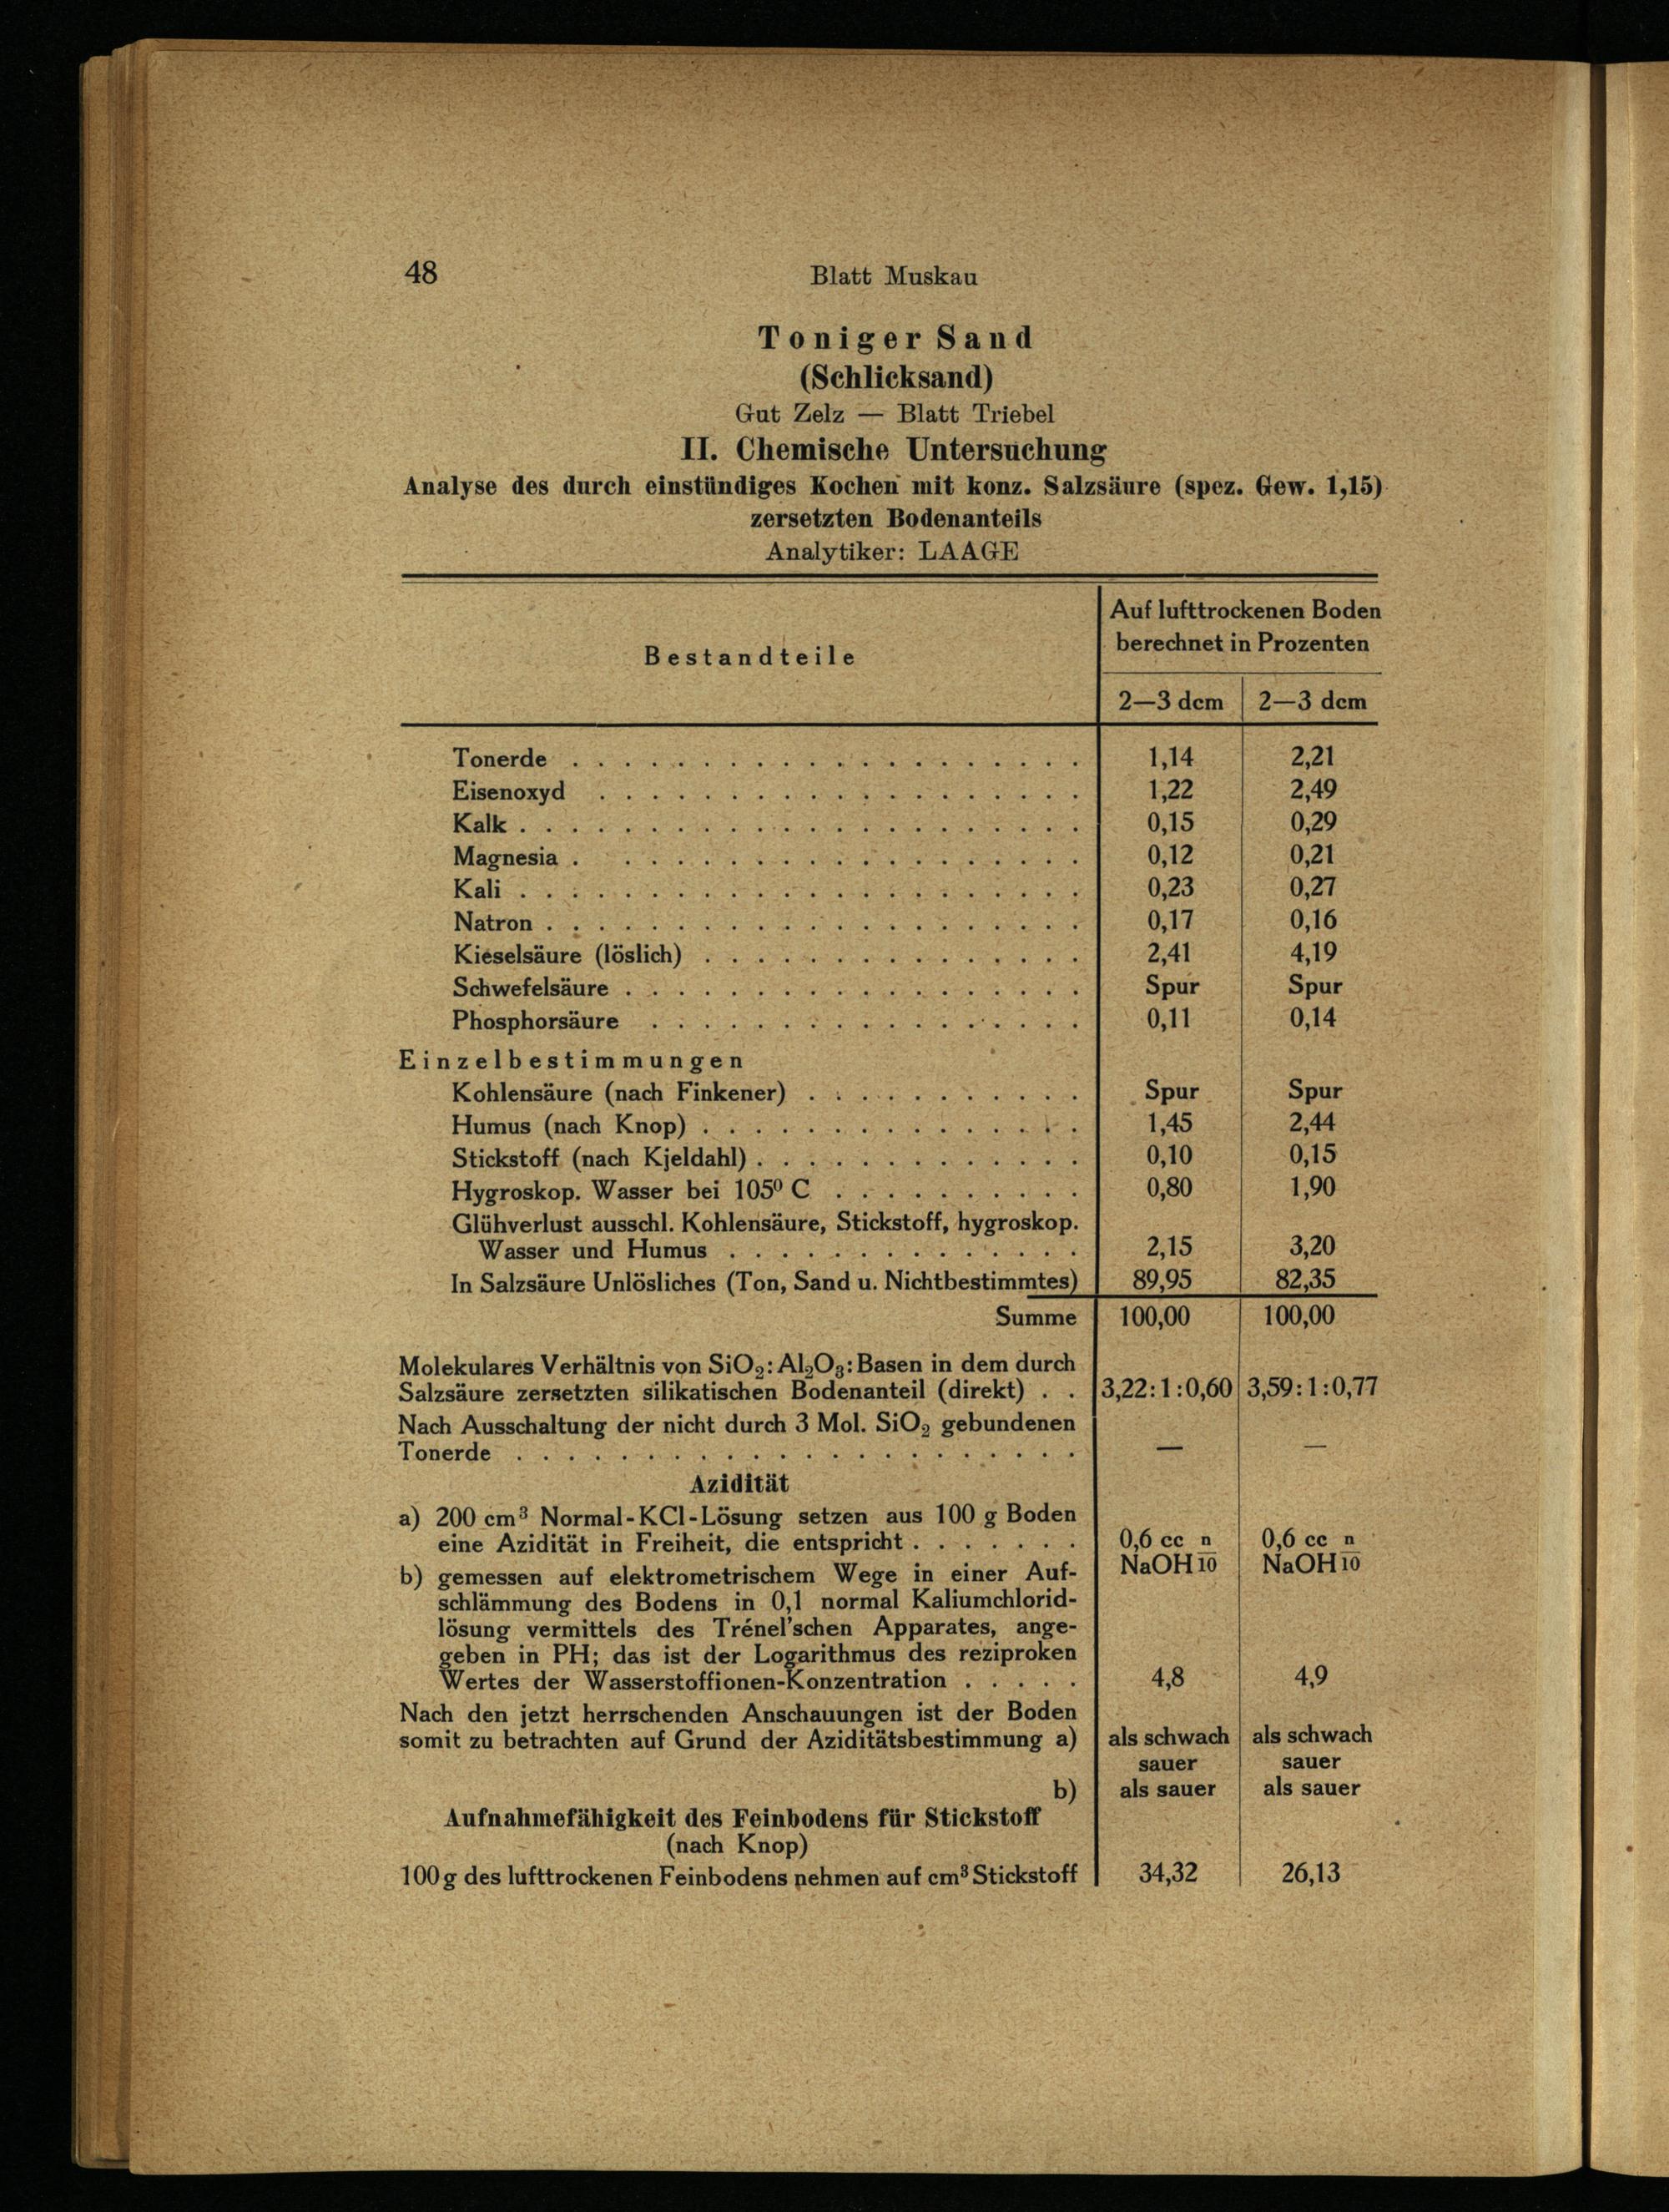 48
Blatt Muskau
Toniger Sand
(Schlicksand)
Gut Zelz — Blatt Triebel
II. Chemische Untersuchung
Analyse des durch einstündiges Kochen mit konz. Salzsäure (spez. Gew. 1,15)
zersetzten Bodenanteils
Analytiker: LAAGE
Bestandteile
Auf lufttrockenen Boden
berechnet in Prozenten
2—3 dcm 2—3 dcm
Tonerde . . . . . . . . . . . . . . . . . . . . 1,14 2,21
Eisenoxyd . . . . . . . . . . . . . . . . . . . 1,22 2,49
Kalk . . . . . . . . . . . . . . . . . . . . . . 0,15 0,29
Magnesia . . . . . . . . . . . . . . . . . . . 0,12 0,21
Kali . . . . . . . . . . . . . . . . . . . . . . 0,23 0,27
Natron . . . . . . . . . . . . . . . . . . . . . 0,17 0,16
Kieselsäure (löslich) . . . . . . . . . . . . . . . 2,41 4,19
Schwefelsäure . . . . . . . . . . . . . . . . . . Spur Spur
Phosphorsäure . . . . . . . . . . . . . . . . . 0,11 0,14
Einzelbestimmungen
Kohlensäure (nach Finkener) . . . . . . . . . . . Spur Spur
Humus (nach Knop) . . . . . . . . . . . . . . . 1,45 2,44
Stickstoff (nach Kjeldahl) . . . . . . . . . . . . . 0,10 0,15
Hygroskop. Wasser bei 105⁰ C . . . . . . . . . . 0,80 1,90
Glühverlust ausschl. Kohlensäure, Stickstoff, hygroskop.
Wasser und Humus . . . . . . . . . . . . . . 2,15 3,20
In Salzsäure Unlösliches (Ton, Sand u. Nichtbestimmtes) 89,95 82,35
Summe 100,00 100,00
Molekulares Verhältnis von SiO₂: Al₂O₃: Basen in dem durch
Salzsäure zersetzten silikatischen Bodenanteil (direkt) . . 3,22:1:0,60 3,59:1:0,77
Nach Ausschaltung der nicht durch 3 Mol. SiO₂ gebundenen
Tonerde . . . . . . . . . . . . . . . . . . . . . . — —
Azidität
a) 200 cm³ Normal-KCl-Lösung setzen aus 100 g Boden
eine Azidität in Freiheit, die entspricht . . . . . . . 0,6 cc n 0,6 cc n
NaOH 10 NaOH 10
b) gemessen auf elektrometrischem Wege in einer Auf-
schlämmung des Bodens in 0,1 normal Kaliumchlorid-
lösung vermittels des Trénel'schen Apparates, ange-
geben in PH; das ist der Logarithmus des reziproken
Wertes der Wasserstoffionen-Konzentration . . . . . 4,8 4,9
Nach den jetzt herrschenden Anschauungen ist der Boden
somit zu betrachten auf Grund der Aziditätsbestimmung a) als schwach als schwach
sauer sauer
b) als sauer als sauer
Aufnahmefähigkeit des Feinbodens für Stickstoff
(nach Knop)
100 g des lufttrockenen Feinbodens nehmen auf cm³ Stickstoff 34,32 26,13